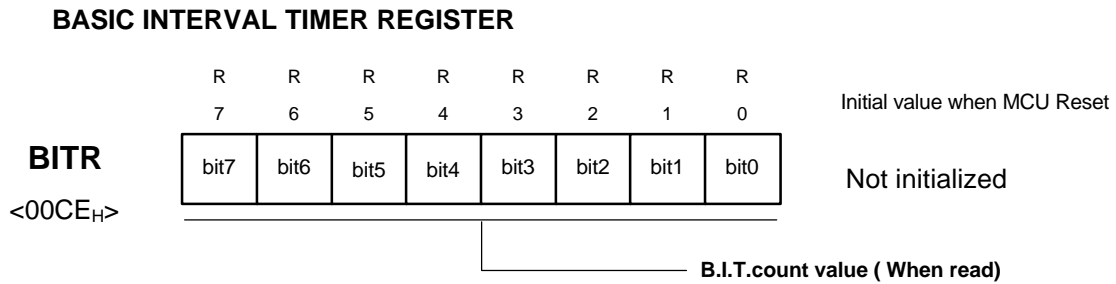 BASIC INTERVAL TIMER REGISTER
R R R R R R R R
7 6 5 4 3 2 1 0
Initial value when MCU Reset
BITR
bit7 bit6 bit5 bit4 bit3 bit2 bit1 bit0
Not initialized
<00CEH>
B.I.T.count value ( When read)